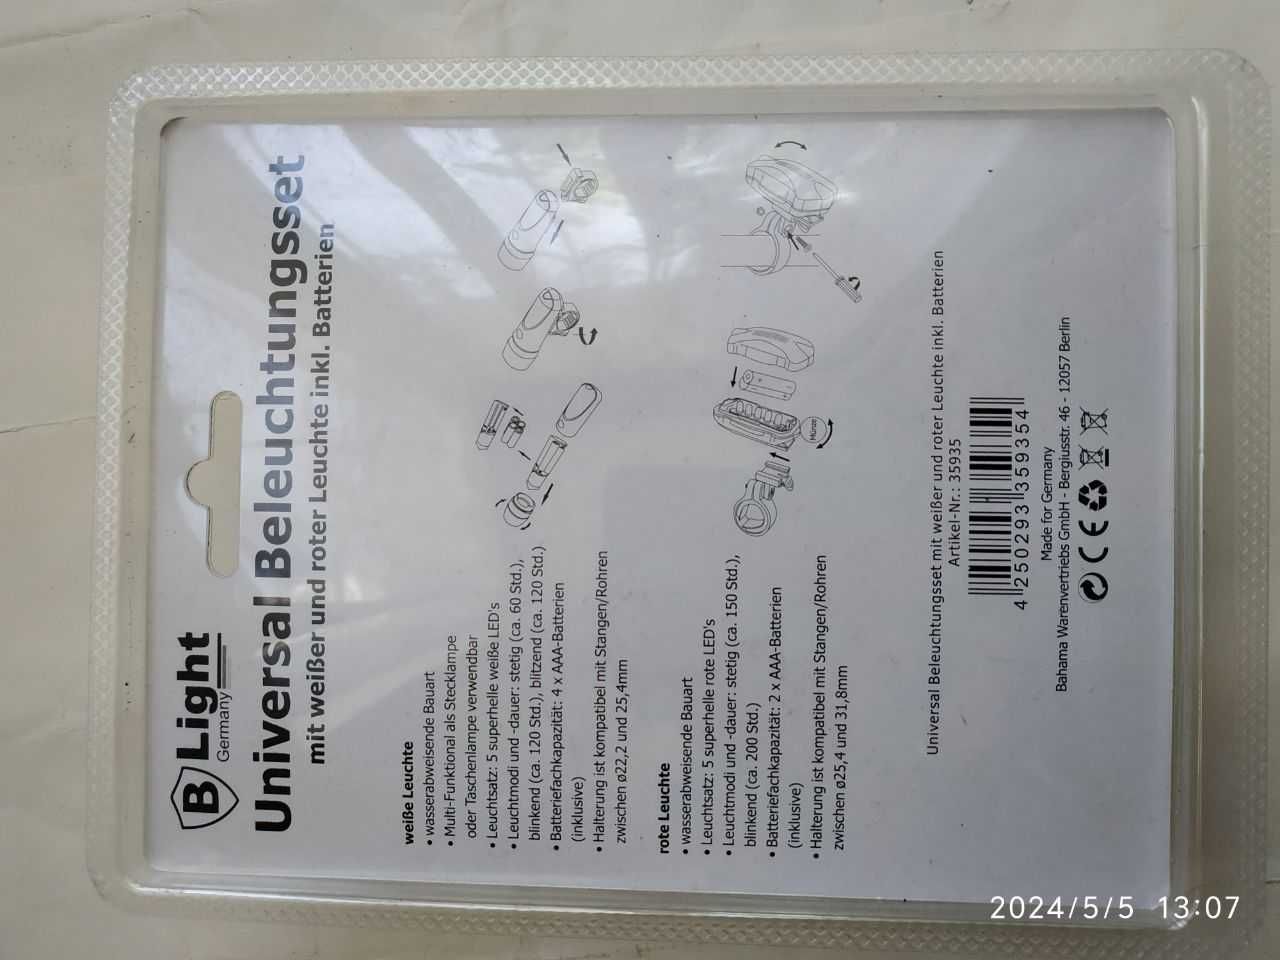 B Light
Germany
Universal Beleuchtungsset
mit weißer und roter Leuchte inkl. Batterien
weiße Leuchte
• wasserabweisende Bauart
• Multi-Funktional als Stecklampe
oder Taschenlampe verwendbar
• Leuchtsatz: 5 superhelle weiße LED's
• Leuchtmodi und -dauer: stetig (ca. 60 Std.),
blinkend (ca. 120 Std.), blitzend (ca. 120 Std.)
• Batteriefachkapazität: 4 x AAA-Batterien
(inklusive)
• Halterung ist kompatibel mit Stangen/Rohren
zwischen ø22,2 und 25,4mm
rote Leuchte
• wasserabweisende Bauart
• Leuchtsatz: 5 superhelle rote LED's
• Leuchtmodi und -dauer: stetig (ca. 150 Std.),
blinkend (ca. 200 Std.)
• Batteriefachkapazität: 2 x AAA-Batterien
(inklusive)
• Halterung ist kompatibel mit Stangen/Rohren
zwischen ø25,4 und 31,8mm
Münze
Universal Beleuchtungsset mit weißer und roter Leuchte inkl. Batterien
Artikel-Nr.: 35935
4 250293 359354
Made for Germany
Bahama Warenvertriebs GmbH - Bergiusstr. 46 - 12057 Berlin
CE
2024/5/5 13:07